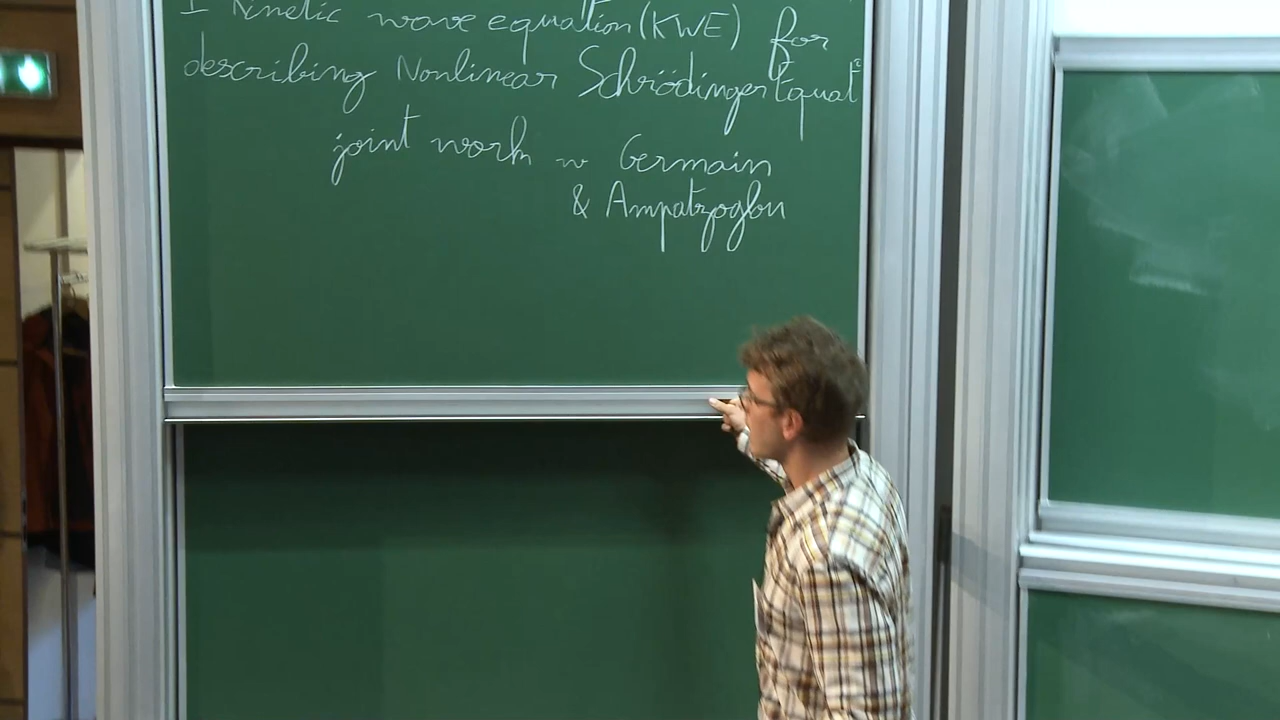 I Kinetic wave equation (KWE) for
describing Nonlinear Schrödinger Equat°
joint work w Germain
& Ampatzoglou